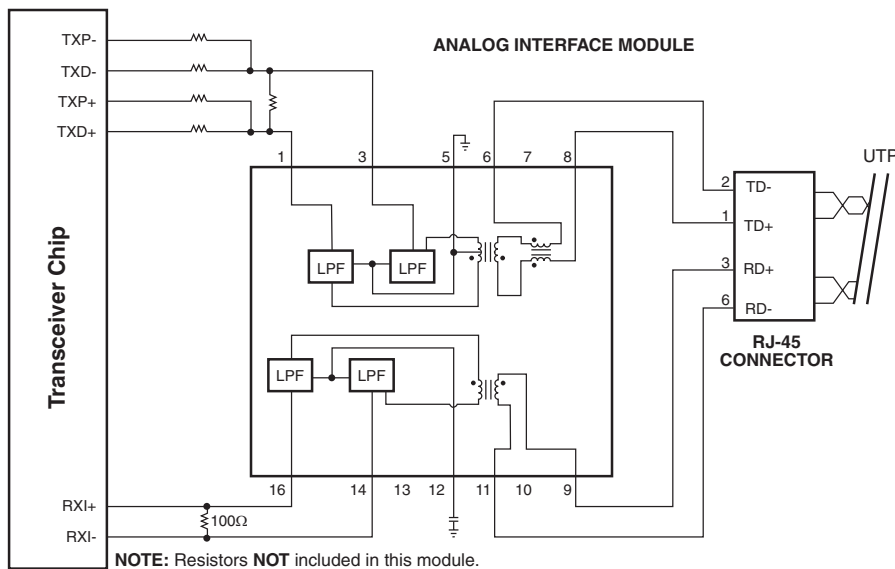 TXP-
TXD-
TXP+
TXD+
Transceiver Chip
ANALOG INTERFACE MODULE
1 3 5 6 7 8
LPF LPF
LPF LPF
16 14 13 12 11 10 9
2 TD-
1 TD+
3 RD+
6 RD-
UTP
RJ-45
CONNECTOR
RXI+
100Ω
RXI-
NOTE: Resistors NOT included in this module.